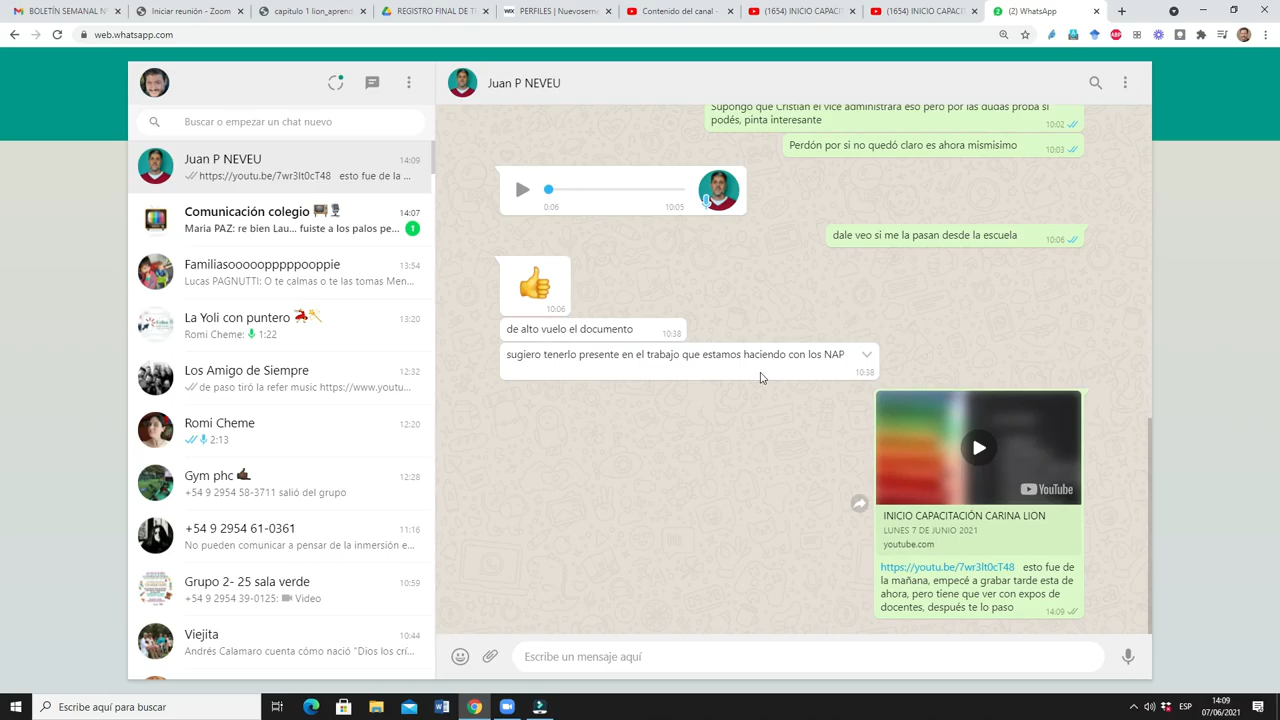 BOLETÍN SEMANAL N
Iniciar reunión - Zoom
capitulo 1 lion_aprend
REGISTRO FINAL DE T
PERFILES | Nuevoserne
Contenido del canal -
(1654) INICIO CAPACIT
(1654) INICIO CAPACIT
(2) WhatsApp
web.whatsapp.com
Juan P NEVEU
Buscar o empezar un chat nuevo
Juan P NEVEU
14:09
https://youtu.be/7wr3lt0cT48 esto fue de la ...
Comunicación colegio
14:07
Maria PAZ: re bien Lau... fuiste a los palos pe...
1
Familiasooooopppppooppie
13:54
Lucas PAGNUTTI: O te calmas o te las tomas Men...
La Yoli con puntero
13:20
Romi Cheme: 1:22
Los Amigo de Siempre
12:32
de paso tiró la refer music https://www.youtu...
Romi Cheme
12:20
2:13
Gym phc
12:28
+54 9 2954 58-3711 salió del grupo
+54 9 2954 61-0361
11:16
No pueden comunicar a pensar de la inmersión e...
Grupo 2- 25 sala verde
10:59
+54 9 2954 39-0125: Video
Viejita
10:44
Andrés Calamaro cuenta cómo nació "Dios los crí...
Supongo que Cristian el vice administrará eso pero por las dudas proba si
podés, pinta interesante
10:02
Perdón por si no quedó claro es ahora mismisimo
10:03
0:06
10:05
dale veo si me la pasan desde la escuela
10:06
10:06
de alto vuelo el documento
10:38
sugiero tenerlo presente en el trabajo que estamos haciendo con los NAP
10:38
YouTube
INICIO CAPACITACIÓN CARINA LION
LUNES 7 DE JUNIO 2021
youtube.com
https://youtu.be/7wr3lt0cT48 esto fue de
la mañana, empecé a grabar tarde esta de
ahora, pero tiene que ver con expos de
docentes, después te lo paso
14:09
Escribe un mensaje aquí
Escribe aquí para buscar
ESP
14:09
07/06/2021